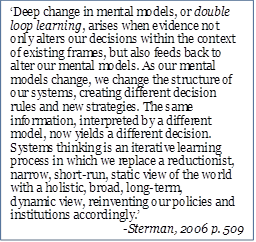 ‘Deep change in mental models, or double
loop learning, arises when evidence not
only alters our decisions within the context
of existing frames, but also feeds back to
alter our mental models. As our mental
models change, we change the structure of
our systems, creating different decision
rules and new strategies. The same
information, interpreted by a different
model, now yields a different decision.
Systems thinking is an iterative learning
process in which we replace a reductionist,
narrow, short-run, static view of the world
with a holistic, broad, long-term,
dynamic view, reinventing our policies and
institutions accordingly.’
-Sterman, 2006 p. 509